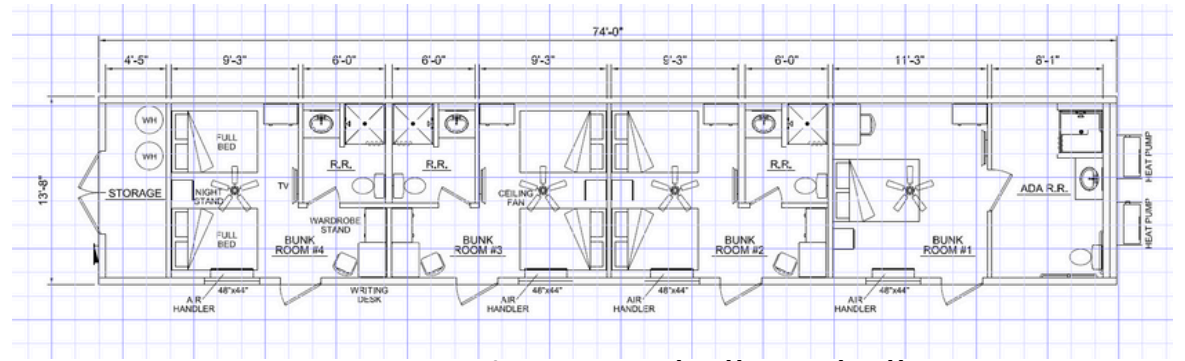 74'-0"
4'-5" 9'-3" 6'-0" 6'-0" 9'-3" 9'-3" 6'-0" 11'-3" 8'-1"
13'-8"
WH
WH
FULL
BED
R.R.
R.R.
R.R.
HEAT PUMP
STORAGE
NIGHT
STAND
TV
CEILING
FAN
ADA R.R.
HEAT PUMP
FULL
BED
WARDROBE
STAND
BUNK
ROOM #4
BUNK
ROOM #3
BUNK
ROOM #2
BUNK
ROOM #1
48"x44"
AIR
HANDLER
WRITING
DESK
48"x44"
AIR
HANDLER
48"x44"
AIR
HANDLER
48"x44"
AIR
HANDLER